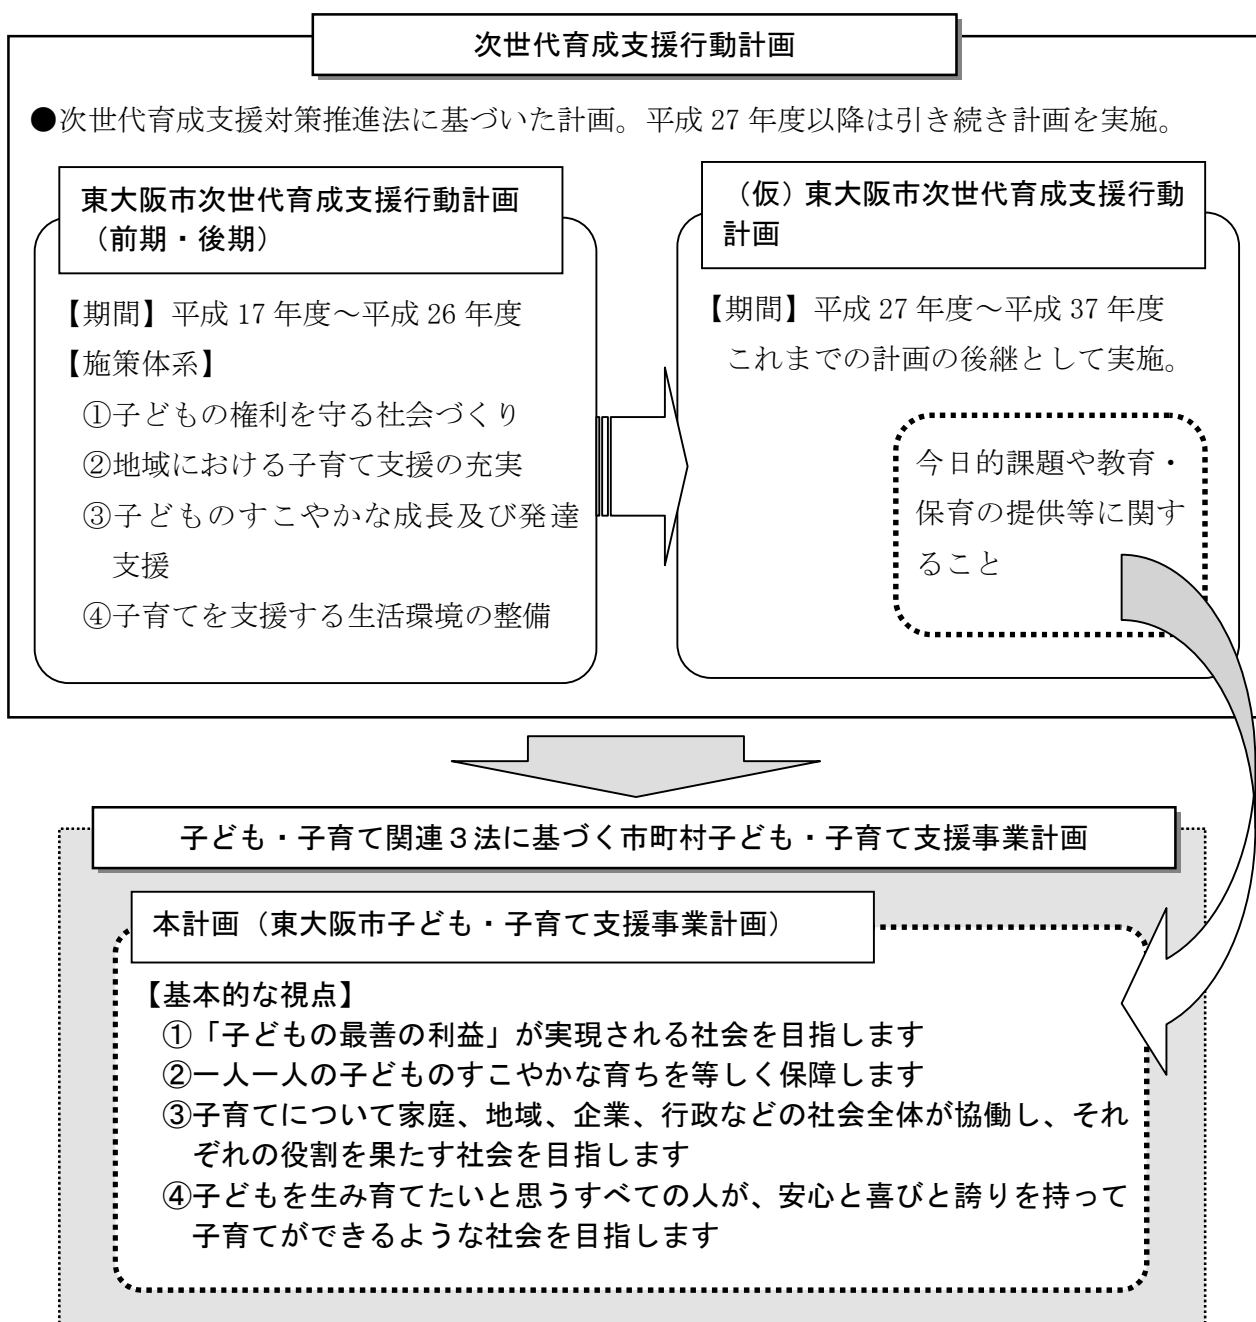 次世代育成支援行動計画
●次世代育成支援対策推進法に基づいた計画。平成 27 年度以降は引き続き計画を実施。
東大阪市次世代育成支援行動計画
（前期・後期）
【期間】平成 17 年度～平成 26 年度
【施策体系】
①子どもの権利を守る社会づくり
②地域における子育て支援の充実
③子どものすこやかな成長及び発達
支援
④子育てを支援する生活環境の整備
（仮）東大阪市次世代育成支援行動
計画
【期間】平成 27 年度～平成 37 年度
これまでの計画の後継として実施。
今日的課題や教育・
保育の提供等に関す
ること
子ども・子育て関連３法に基づく市町村子ども・子育て支援事業計画
本計画（東大阪市子ども・子育て支援事業計画）
【基本的な視点】
①「子どもの最善の利益」が実現される社会を目指します
②一人一人の子どものすこやかな育ちを等しく保障します
③子育てについて家庭、地域、企業、行政などの社会全体が協働し、それ
ぞれの役割を果たす社会を目指します
④子どもを生み育てたいと思うすべての人が、安心と喜びと誇りを持って
子育てができるような社会を目指します